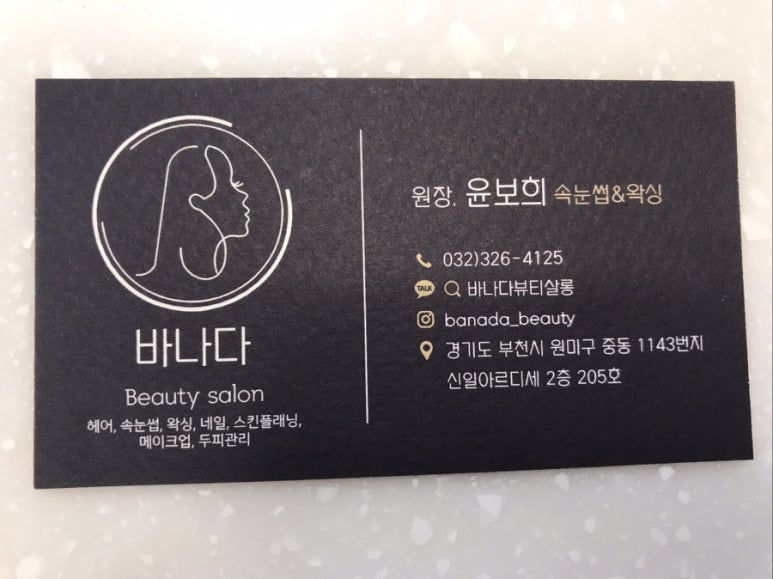 바나다
Beauty salon
헤어, 속눈썹, 왁싱, 네일, 스킨플래닝,
메이크업, 두피관리
원장. 윤보희 속눈썹&왁싱
032)326-4125
TALK 바나다뷰티살롱
banada_beauty
경기도 부천시 원미구 중동 1143번지
신일아르디세 2층 205호